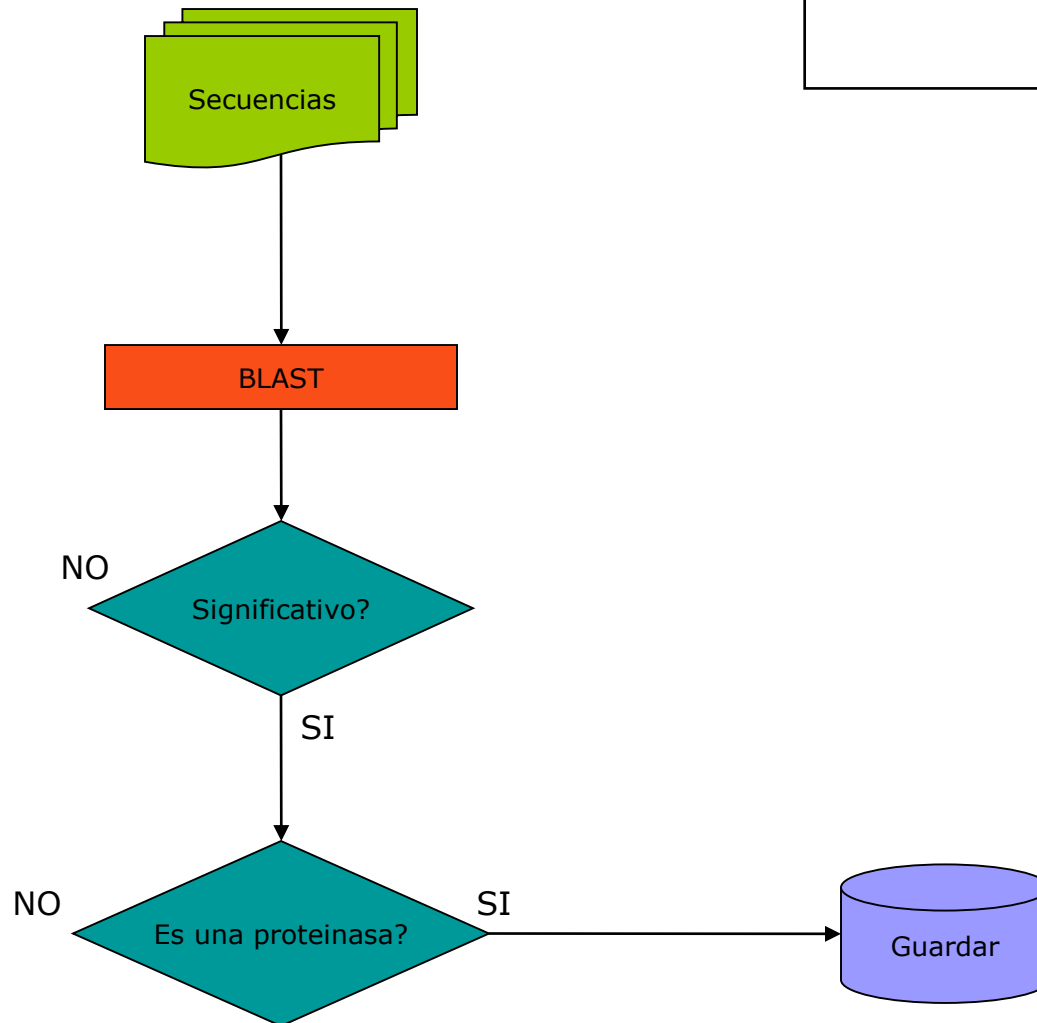 Secuencias
BLAST
NO
Significativo?
SI
NO
Es una proteinasa?
SI
Guardar